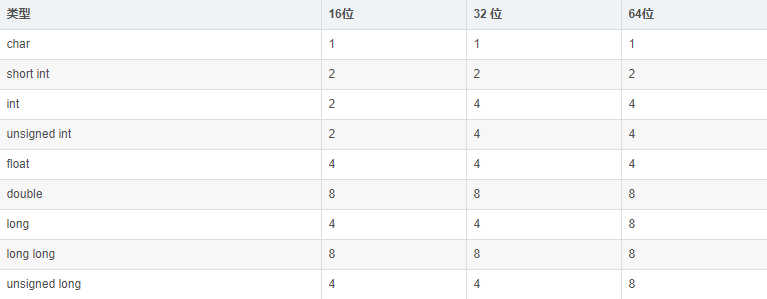 类型 16位 32 位 64位
char 1 1 1
short int 2 2 2
int 2 4 4
unsigned int 2 4 4
float 4 4 4
double 8 8 8
long 4 4 8
long long 8 8 8
unsigned long 4 4 8